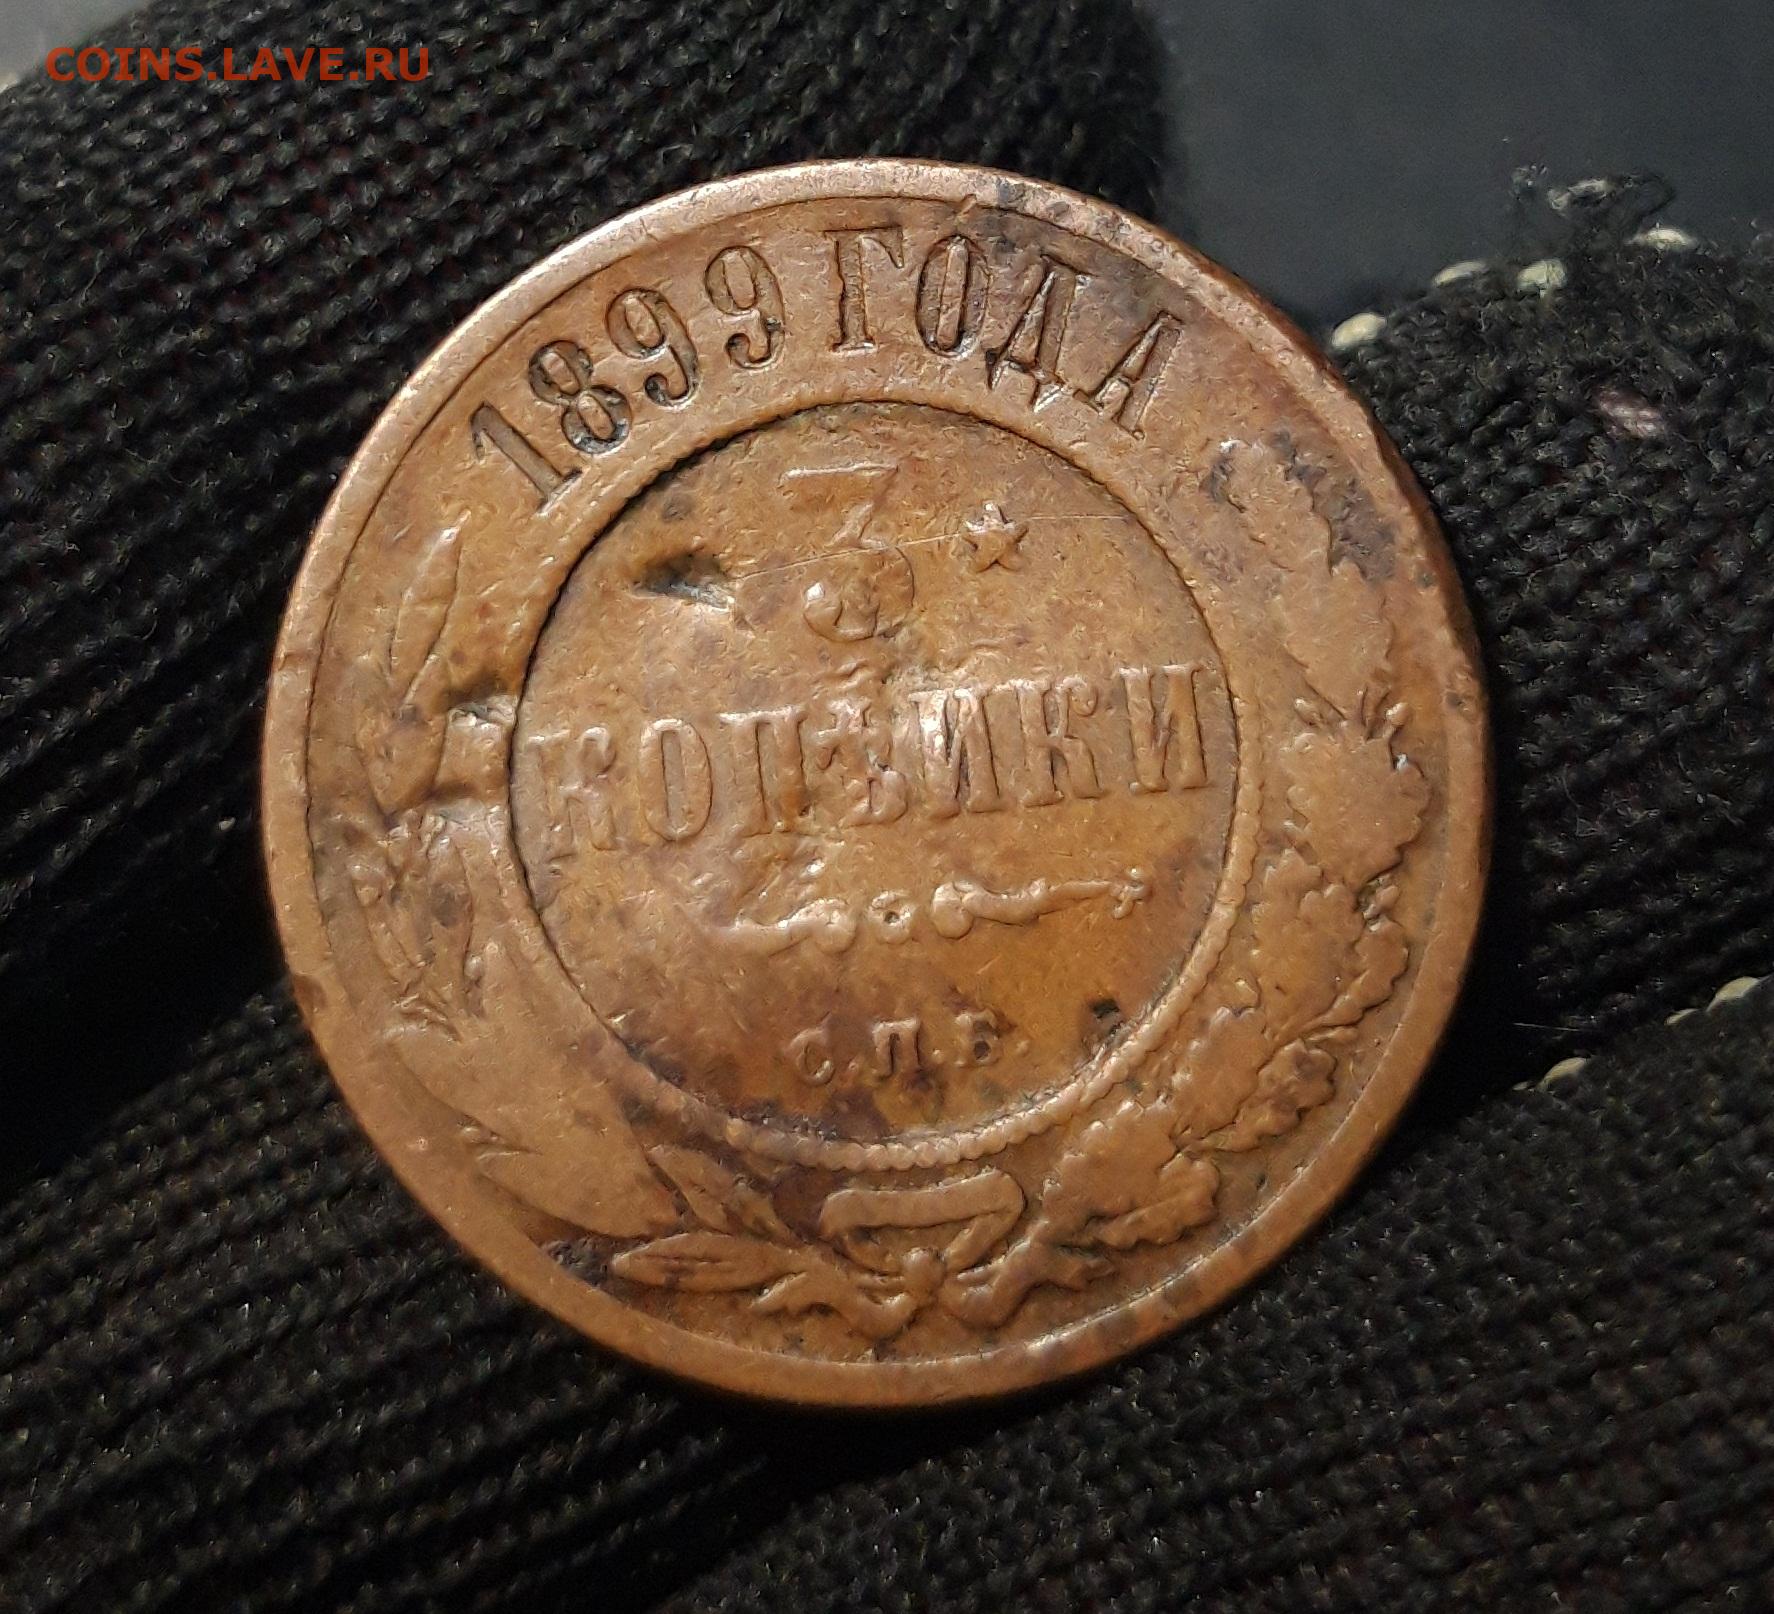 COINS.LAVE.RU
1899 ГОДА
3
КОПѢЙКИ
С.П.Б.